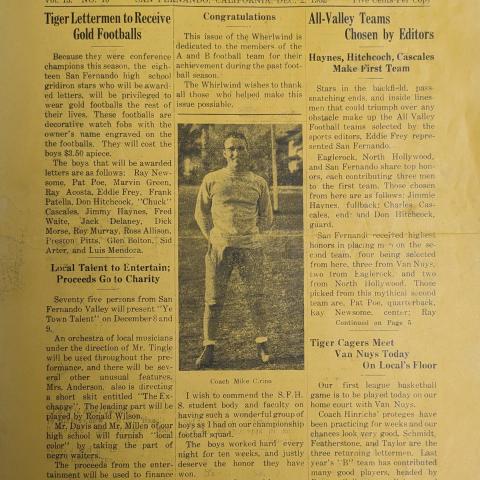 SAN FERNANDO, CALIFORNIA, DEC. 2, 1932
Five Cents Per Copy
Tiger Lettermen to Receive
Gold Footballs
Because they were conference
champions this season, the eigh-
teen San Fernando high school
gridiron stars who will be award-
ed letters, will be privileged to
wear gold footballs the rest of
their lives. These footballs are
decorative watch fobs with the
owner's name engraved on the
footballs. They will cost the
boys $3.50 apiece.
The boys that will be awarded
letters are as follows: Ray New-
some, Pat Poe, Marvin Green,
Ray Acosta, Eddie Frey, Frank
Patella, Don Hitchcock, "Chuck"
Cascales, Jimmy Haynes, Fred
Waite, Jack Delaney, Dick
Morse, Roy Murray, Ross Allison,
Preston Pitts, Glen Bolton, Sid
Arter, and Luis Mendoza.
Local Talent to Entertain;
Proceeds Go to Charity
Seventy five persons from San
Fernando Valley will present "Ye
Town Talent" on December 8 and
9.
An orchestra of local musicians
under the direction of Mr. Tingle
will be used throughout the pre-
formance, and there will be sev-
eral other unusual features.
Mrs. Anderson, also is directing
a short skit entitled "The Ex-
change". The leading part will be
played by Ronald Wilson.
Mr. Davis and Mr. Millen of our
high school will furnish "local
color" by taking the part of
negro waiters.
The proceeds from the enter-
tainment will be used to finance
Congratulations
This issue of the Wherlwind is
dedicated to the members of the
A and B football team for their
achievement during the past foot-
ball season.
The Wherlwind wishes to thank
all those who helped make this
issue possible.
Coach Mike
I wish to commend the S.F.H.
S. student body and faculty on
having such a wonderful group of
boys as I had on our championship
football squad.
The boys worked hard every
night for ten weeks, and justly
deserve the honor they have
won.
All-Valley Teams
Chosen by Editors
Haynes, Hitchcoch, Cascales
Make First Team
Stars in the backfield, pass-
snatching ends, and inside lines-
men that could triumph over any
obstacle make up the All Valley
Football teams selected by the
sports editors, Eddie Frey repre-
sented San Fernando.
Eaglerock, North Hollywood,
and San Fernando share top hon-
ors, each contributing three men
to the first team. Those chosen
from here are as follows: Jimmie
Haynes, fullback; Charles Cas-
cales, end; and Don Hitchcock,
guard.
San Fernando received highest
honors in placing men on the sec-
ond team, four being selected
from here, three from Van Nuys,
two from Eaglerock, and two
from North Hollywood. Those
picked from this mythical second
team are, Pat Poe, quarterback,
Kay Newsome, center; Ray
Continued on Page 5
Tiger Cagers Meet
Van Nuys Today
On Local's Floor
Our first league basketball
game is to be played today on our
home court with Van Nuys.
Coach Hinrichs' proteges have
been practicing for weeks and our
chances look very good. Schmidt,
Featherstone, and Taylor are the
three returning lettermen. Last
year's "B" team has contributed
many good players, headed by